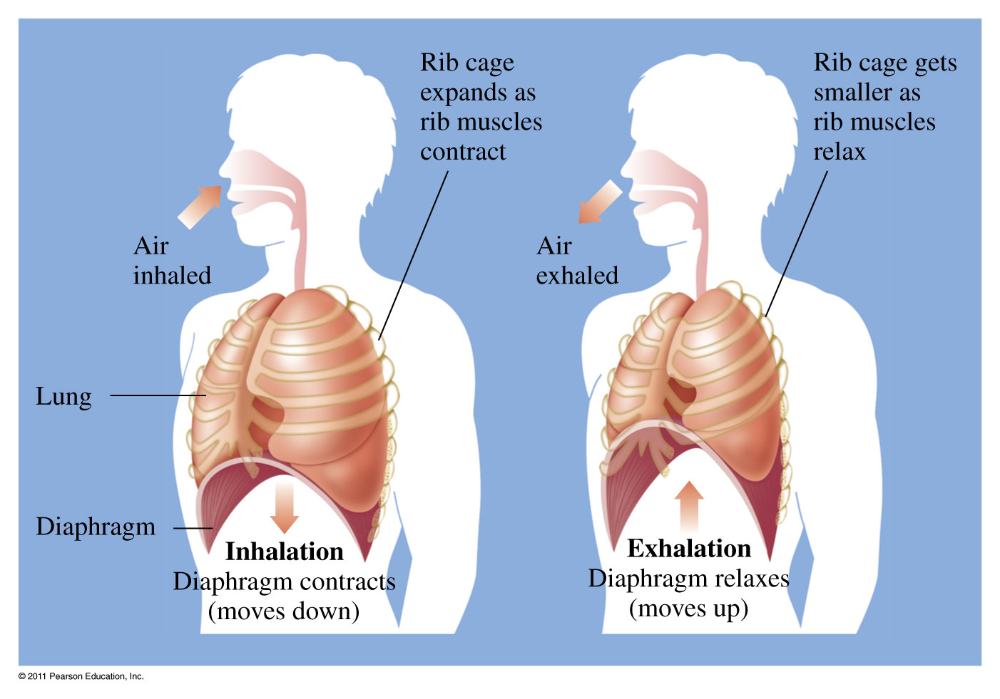 Rib cage
expands as
rib muscles
contract
Air
inhaled
Lung
Diaphragm
Inhalation
Diaphragm contracts
(moves down)
Rib cage gets
smaller as
rib muscles
relax
Air
exhaled
Exhalation
Diaphragm relaxes
(moves up)
© 2011 Pearson Education, Inc.